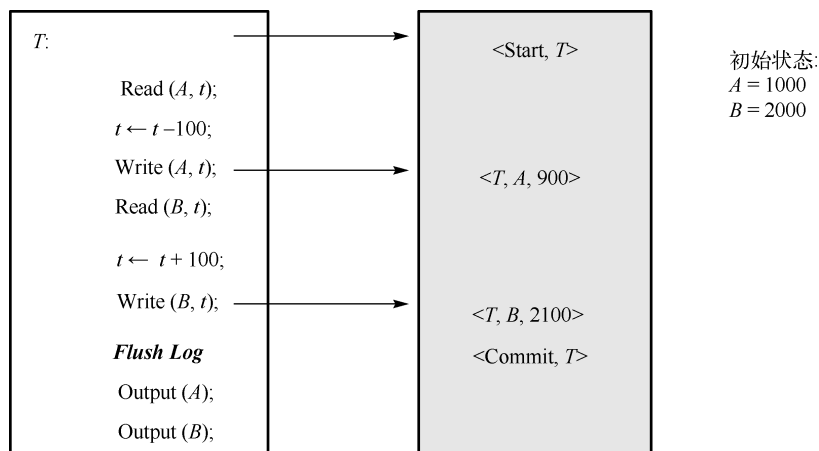 T:
Read (A, t);
t ← t –100;
Write (A, t);
Read (B, t);
t ← t + 100;
Write (B, t);
Flush Log
Output (A);
Output (B);
<Start, T>
<T, A, 900>
<T, B, 2100>
<Commit, T>
初始状态:
A = 1000
B = 2000